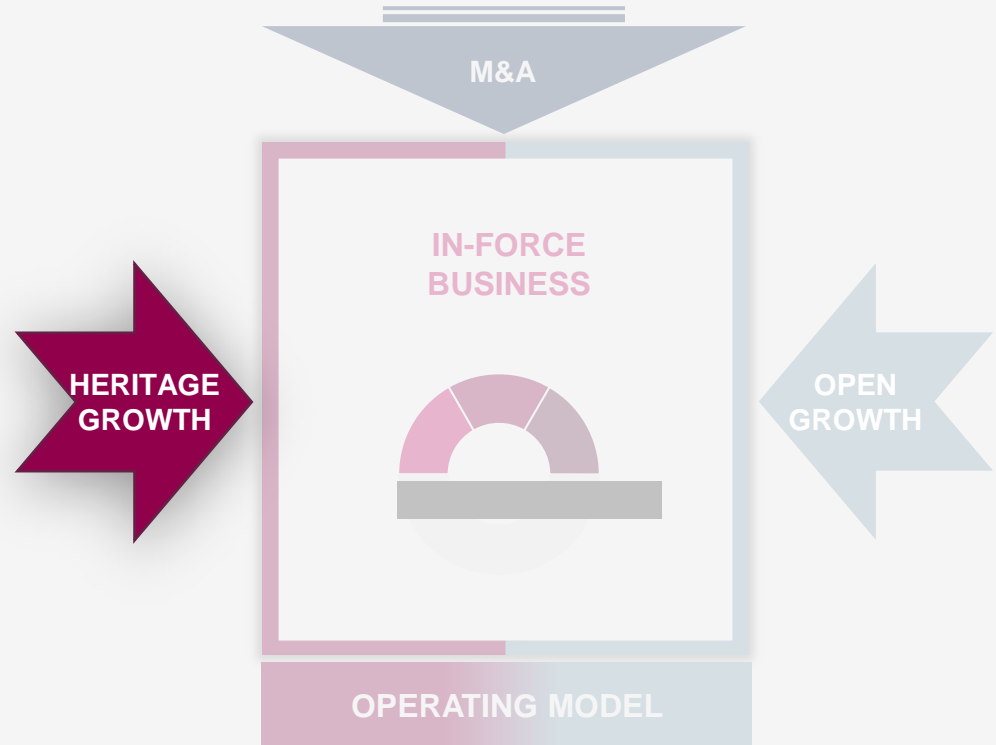 M&A
IN-FORCE
BUSINESS
HERITAGE
GROWTH
OPEN
GROWTH
OPERATING MODEL